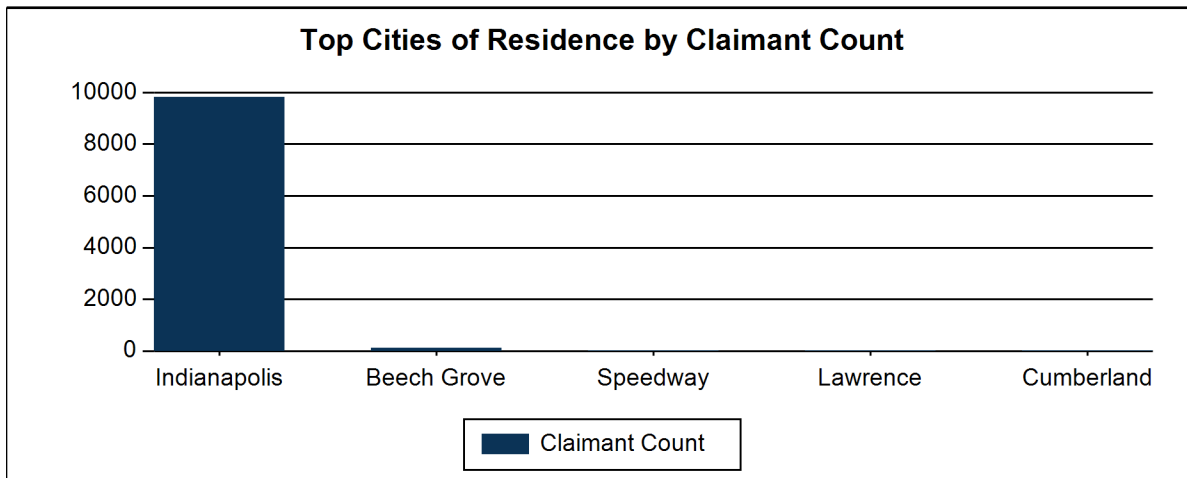 Top Cities of Residence by Claimant Count
10000
8000
6000
4000
2000
0
Indianapolis Beech Grove Speedway Lawrence Cumberland
Claimant Count